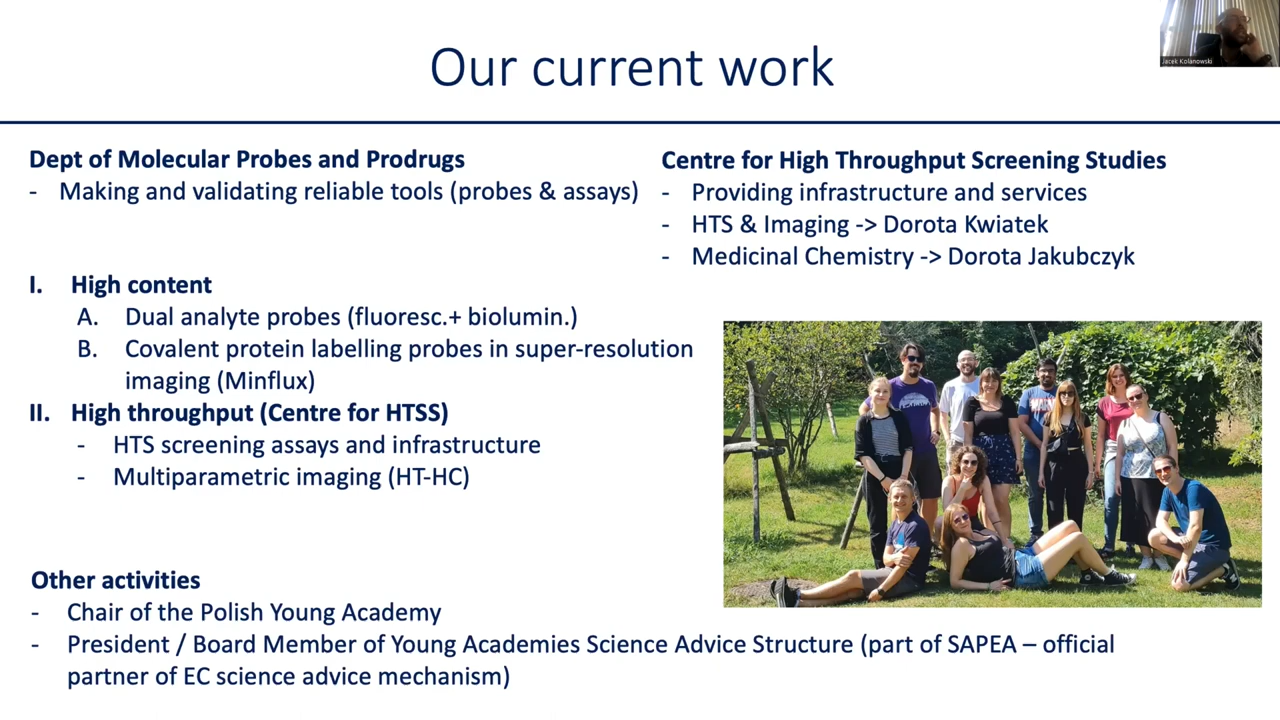 Our current work
Jacek Kolanowski
Dept of Molecular Probes and Prodrugs
- Making and validating reliable tools (probes & assays)
I. High content
A. Dual analyte probes (fluoresc.+ biolumin.)
B. Covalent protein labelling probes in super-resolution
imaging (Minflux)
II. High throughput (Centre for HTSS)
- HTS screening assays and infrastructure
- Multiparametric imaging (HT-HC)
Centre for High Throughput Screening Studies
- Providing infrastructure and services
- HTS & Imaging -> Dorota Kwiatek
- Medicinal Chemistry -> Dorota Jakubczyk
Other activities
- Chair of the Polish Young Academy
- President / Board Member of Young Academies Science Advice Structure (part of SAPEA – official
partner of EC science advice mechanism)